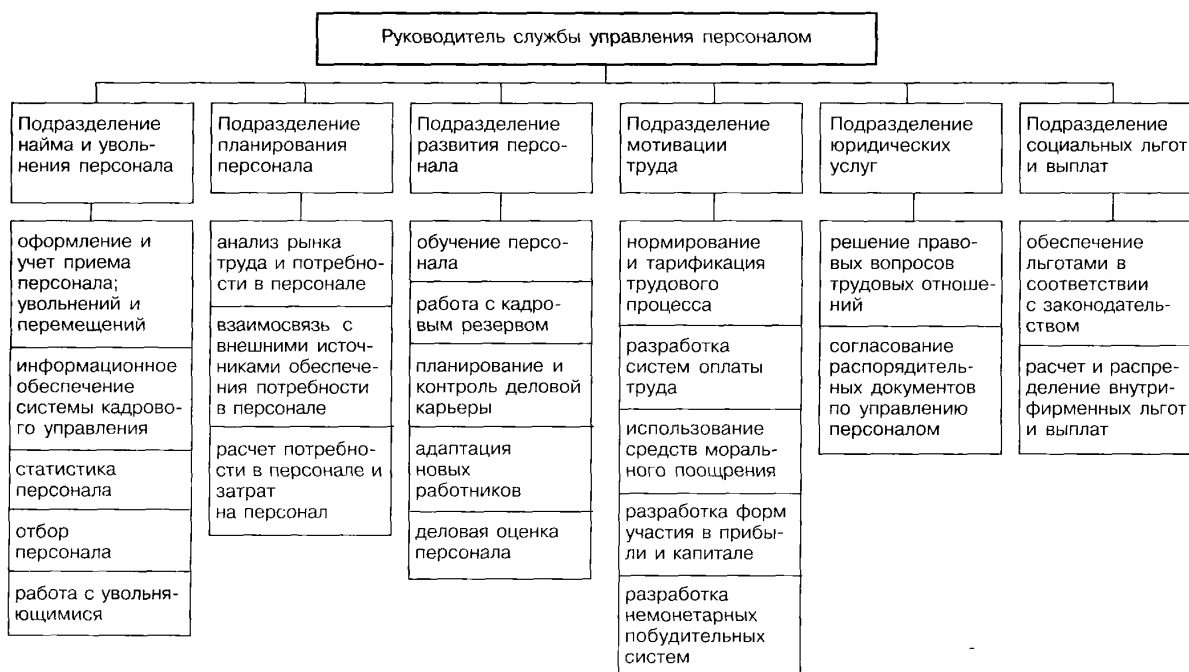 Руководитель службы управления персоналом
Подразделение
найма и уволь-
нения персонала
Подразделение
планирования
персонала
Подразделение
развития персо-
нала
Подразделение
мотивации
труда
Подразделение
юридических
услуг
Подразделение
социальных льгот
и выплат
оформление и
учет приема
персонала;
увольнений и
перемещений
информационное
обеспечение
системы кадрово-
го управления
статистика
персонала
отбор
персонала
работа с увольня-
ющимися
анализ рынка
труда и потребно-
сти в персонале
взаимосвязь с
внешними источ-
никами обеспече-
ния потребности
в персонале
расчет потребно-
сти в персонале и
затрат
на персонал
обучение персо-
нала
работа с кадро-
вым резервом
планирование и
контроль деловой
карьеры
адаптация
новых
работников
деловая оценка
персонала
нормирование
и тарификация
трудового
процесса
разработка
систем оплаты
труда
использование
средств мораль-
ного поощрения
разработка форм
участия в прибы-
ли и капитале
разработка
немонетарных
побудительных
систем
решение право-
вых вопросов
трудовых отноше-
ний
согласование
распорядитель-
ных документов
по управлению
персоналом
обеспечение
льготами в
соответствии
с законодатель-
ством
расчет и распре-
деление внутри-
фирменных льгот
и выплат